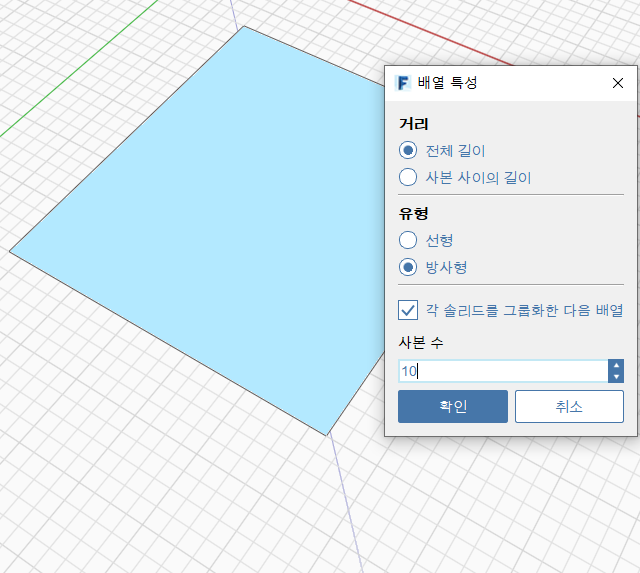 배열 특성
거리
전체 길이
사본 사이의 길이
유형
선형
방사형
각 솔리드를 그룹화한 다음 배열
사본 수
10
확인 취소